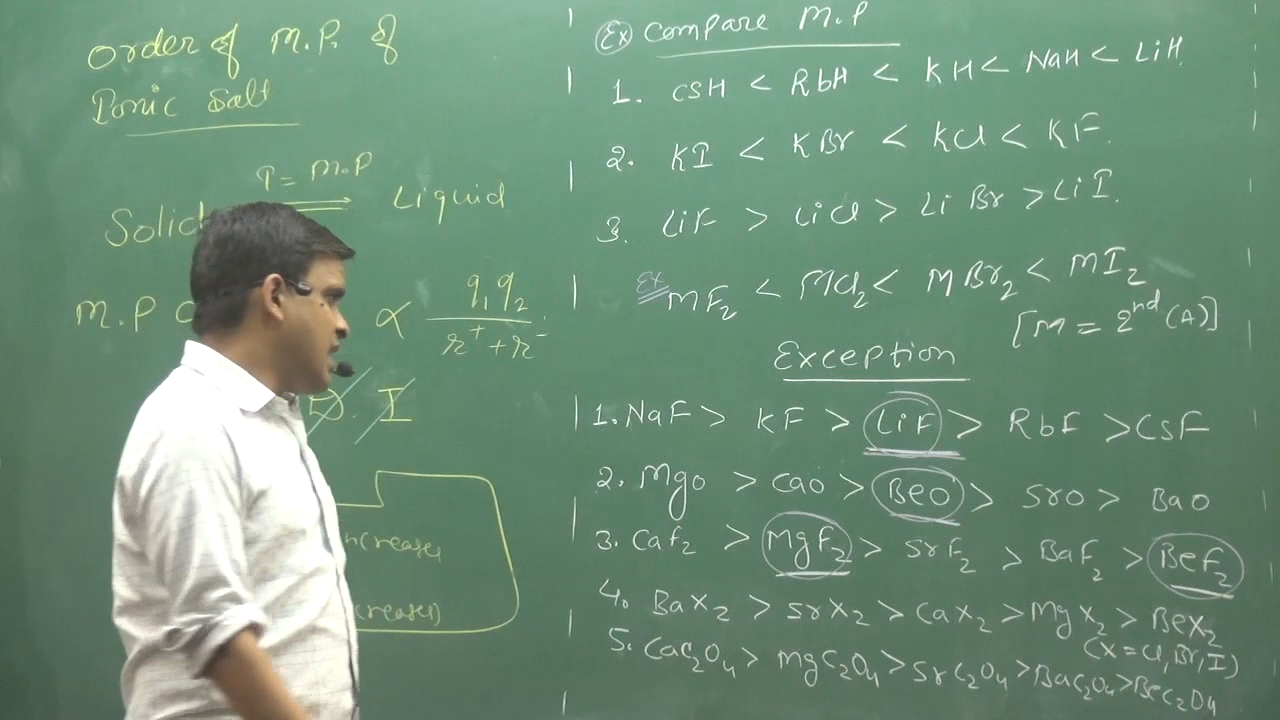 Order of M.P. of
Ionic Salt
T = M.P
Solid Liquid
M.P ∝ q₁q₂
r⁺ + r⁻
D. I
increases
creases)
Ex Compare M.P
1. CsH < RbH < KH < NaH < LiH
2. KI < KBr < KCl < KF.
3. LiF > LiCl > LiBr > LiI.
Ex MF₂ < MCl₂ < MBr₂ < MI₂
[M = 2nd (A)]
Exception
1. NaF > KF > LiF > RbF > CsF
2. MgO > CaO > BeO > SrO > BaO
3. CaF₂ > MgF₂ > SrF₂ > BaF₂ > BeF₂
4. BaX₂ > SrX₂ > CaX₂ > MgX₂ > BeX₂
(X = Cl, Br, I)
5. CaC₂O₄ > MgC₂O₄ > SrC₂O₄ > BaC₂O₄ > BeC₂O₄